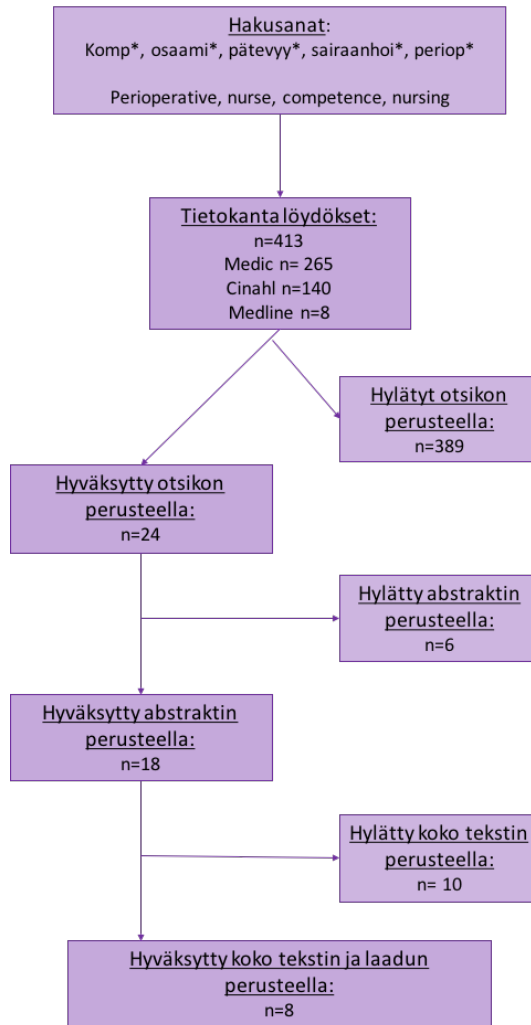 Hakusanat:
Komp*, osaami*, pätevyy*, sairaanhoi*, periop*
Perioperative, nurse, competence, nursing
Tietokanta löydökset:
n=413
Medic n= 265
Cinahl n=140
Medline n=8
Hylätyt otsikon
perusteella:
n=389
Hyväksytty otsikon
perusteella:
n=24
Hylätty abstraktin
perusteella:
n=6
Hyväksytty abstraktin
perusteella:
n=18
Hylätty koko tekstin
perusteella:
n= 10
Hyväksytty koko tekstin ja laadun
perusteella:
n=8